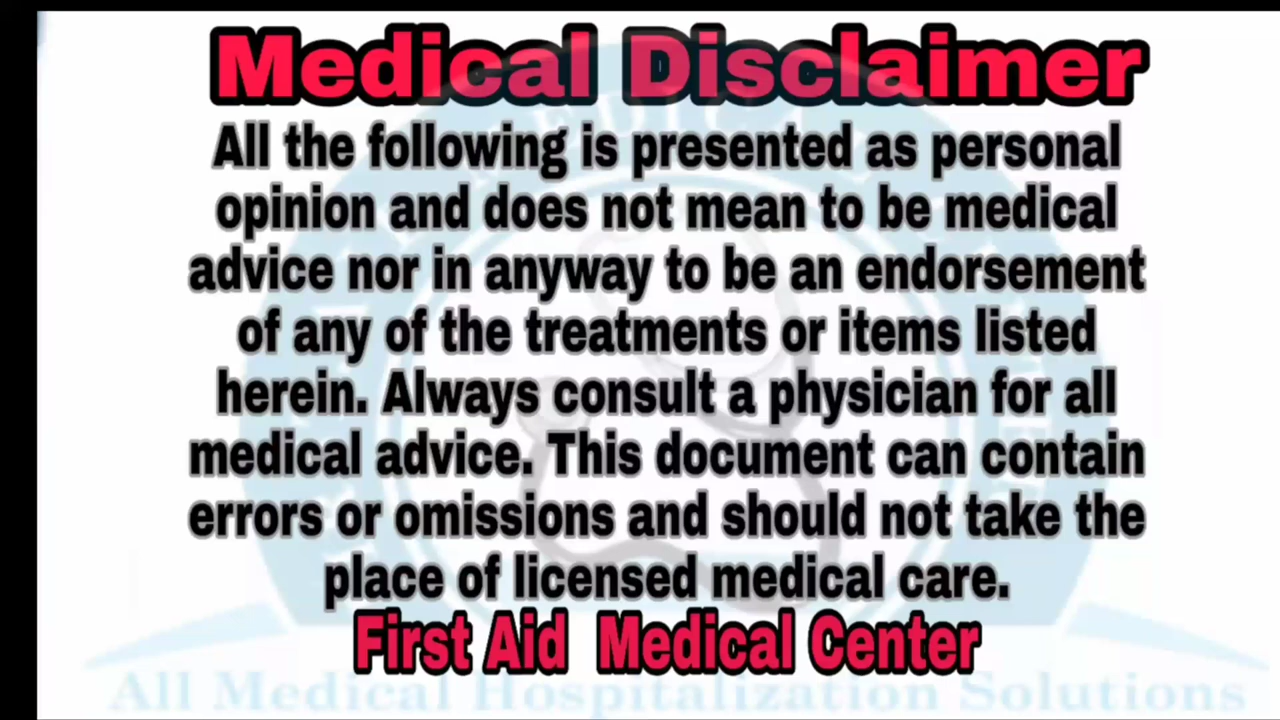 Medical Disclaimer
All the following is presented as personal
opinion and does not mean to be medical
advice nor in anyway to be an endorsement
of any of the treatments or items listed
herein. Always consult a physician for all
medical advice. This document can contain
errors or omissions and should not take the
place of licensed medical care.
First Aid Medical Center
All Medical Hospitalization Solutions